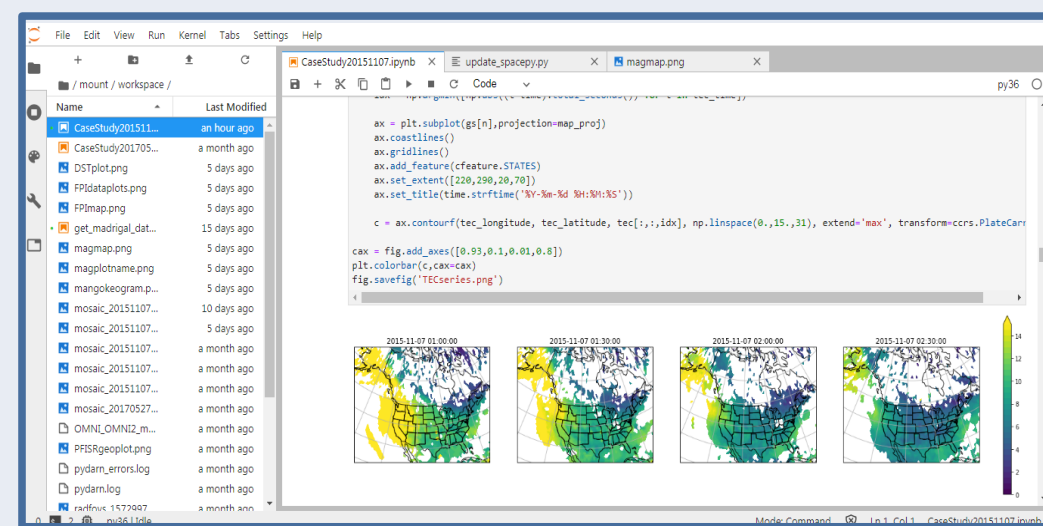 File Edit View Run Kernel Tabs Settings Help
CaseStudy20151107.ipynb
update_spacepy.py
magmap.png
/ mount / workspace /
Code
py36
Name Last Modified
CaseStudy201511... an hour ago
CaseStudy201705... a month ago
DSTplot.png 5 days ago
FPIdataplots.png 5 days ago
FPImap.png 5 days ago
get_madrigal_dat... 15 days ago
magmap.png 5 days ago
magplotname.png 5 days ago
mangokeogram.p... 5 days ago
mosaic_20151107... 10 days ago
mosaic_20151107... 5 days ago
mosaic_20151107... a month ago
mosaic_20151107... a month ago
mosaic_20151107... a month ago
mosaic_20170527... a month ago
OMNI_OMNI2_m... a month ago
PFISRgeoplot.png a month ago
pydarn_errors.log a month ago
pydarn.log a month ago
radfovs_1572997 a month ago
ax = plt.subplot(gs[n],projection=map_proj)
ax.coastlines()
ax.gridlines()
ax.add_feature(cfeature.STATES)
ax.set_extent([220,290,20,70])
ax.set_title(time.strftime('%Y-%m-%d %H:%M:%S'))
c = ax.contourf(tec_longitude, tec_latitude, tec[:,:,idx], np.linspace(0.,15.,31), extend='max', transform=ccrs.PlateCarr
cax = fig.add_axes([0.93,0.1,0.01,0.8])
plt.colorbar(c,cax=cax)
fig.savefig('TECseries.png')
2015-11-07 01:00:00
2015-11-07 01:30:00
2015-11-07 02:00:00
2015-11-07 02:30:00
14
12
10
8
6
4
2
0
0 2 py36 | Idle
Mode: Command Ln 1, Col 1 CaseStudy20151107.ipynb